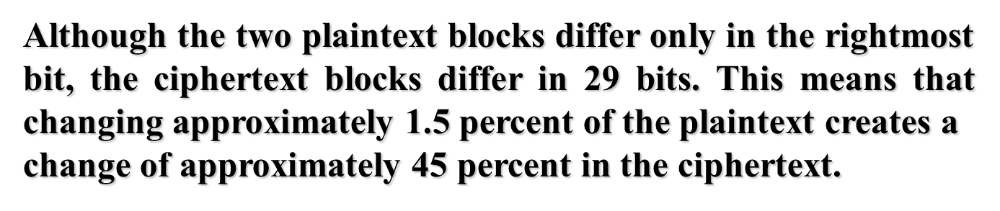 Although the two plaintext blocks differ only in the rightmost
bit, the ciphertext blocks differ in 29 bits. This means that
changing approximately 1.5 percent of the plaintext creates a
change of approximately 45 percent in the ciphertext.